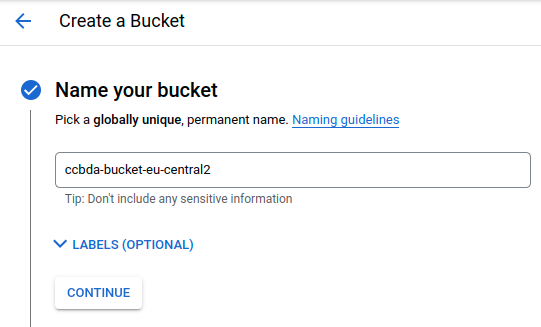 Create a Bucket
Name your bucket
Pick a globally unique, permanent name. Naming guidelines
ccbda-bucket-eu-central2
Tip: Don't include any sensitive information
LABELS (OPTIONAL)
CONTINUE